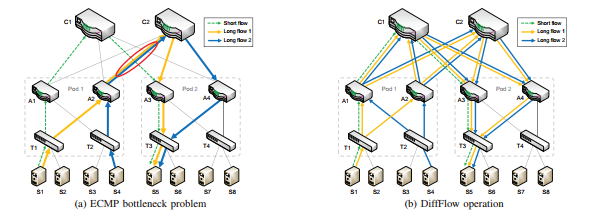 C1
C2
Short flow
Long flow 1
Long flow 2
Pod 1
Pod 2
A1
A2
A3
A4
T1
T2
T3
T4
S1
S2
S3
S4
S5
S6
S7
S8
(a) ECMP bottleneck problem
C1
C2
Short flow
Long flow 1
Long flow 2
Pod 1
Pod 2
A1
A2
A3
A4
T1
T2
T3
T4
S1
S2
S3
S4
S5
S6
S7
S8
(b) DiffFlow operation